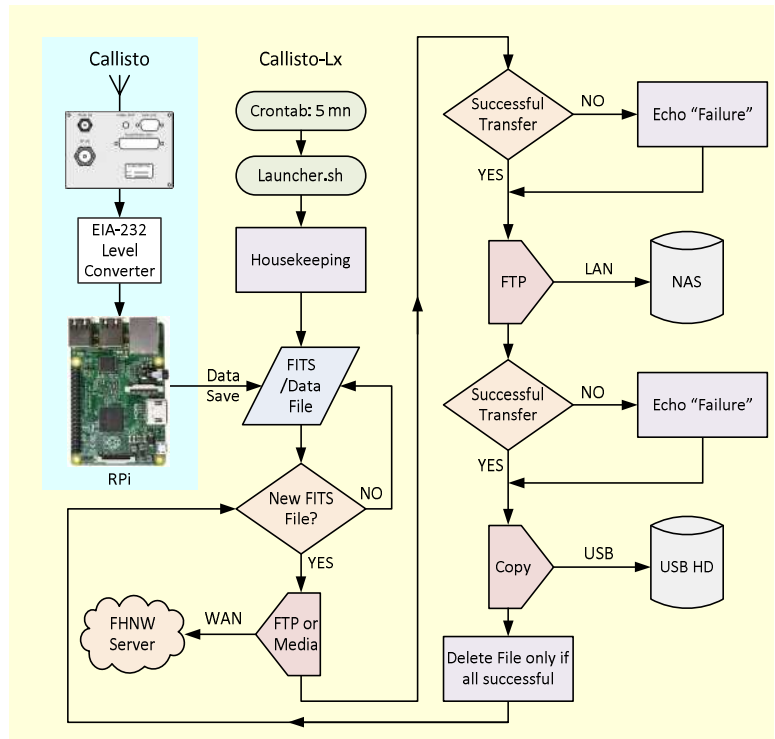 Callisto
EIA-232
Level
Converter
RPi
Data
Save
Callisto-Lx
Crontab: 5 mn
Launcher.sh
Housekeeping
FITS
/Data
File
New FITS
File?
NO
YES
FTP or
Media
WAN
FHNW
Server
Successful
Transfer
NO
Echo “Failure”
YES
FTP
LAN
NAS
Successful
Transfer
NO
Echo “Failure”
YES
Copy
USB
USB HD
Delete File only if
all successful